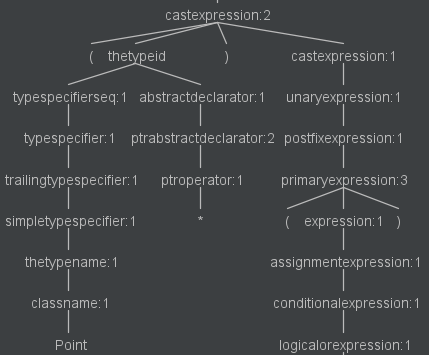 castexpression:2
( thetypeid ) castexpression:1
typespecifierseq:1 abstractdeclarator:1 unaryexpression:1
typespecifier:1 ptrabstractdeclarator:2 postfixexpression:1
trailingtypespecifier:1 ptroperator:1 primaryexpression:3
simpletypespecifier:1 * ( expression:1 )
thetypename:1 assignmentexpression:1
classname:1 conditionalexpression:1
Point logicalorexpression:1